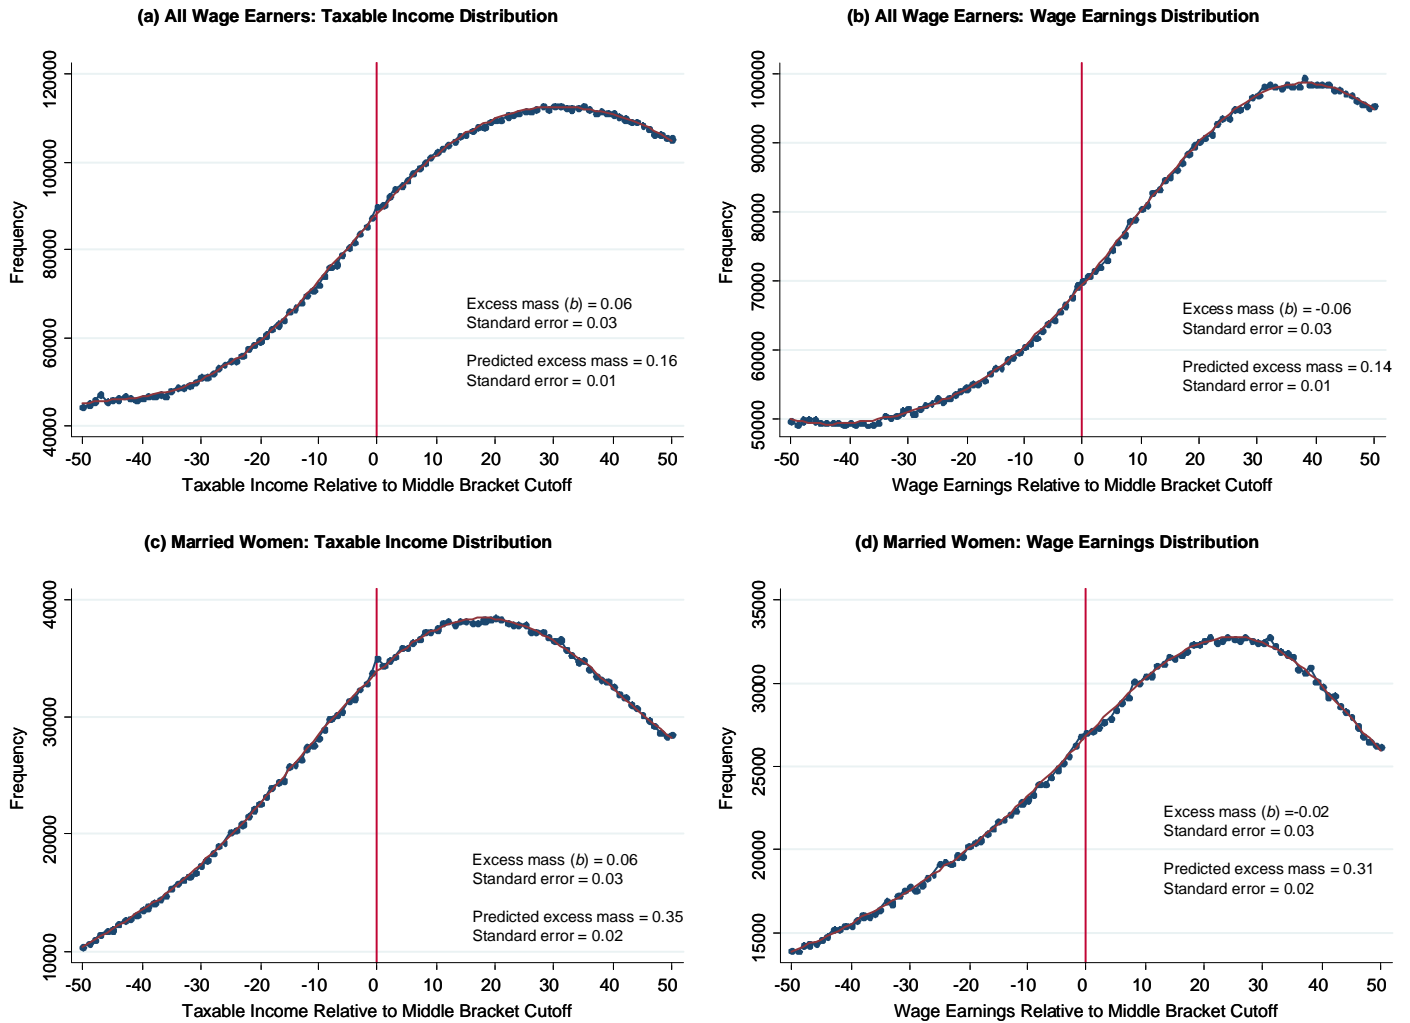 (a) All Wage Earners: Taxable Income Distribution
Frequency
120000
100000
80000
60000
40000
Excess mass (b) = 0.06
Standard error = 0.03
Predicted excess mass = 0.16
Standard error = 0.01
-50 -40 -30 -20 -10 0 10 20 30 40 50
Taxable Income Relative to Middle Bracket Cutoff
(b) All Wage Earners: Wage Earnings Distribution
Frequency
100000
90000
80000
70000
60000
50000
Excess mass (b) = -0.06
Standard error = 0.03
Predicted excess mass = 0.14
Standard error = 0.01
-50 -40 -30 -20 -10 0 10 20 30 40 50
Wage Earnings Relative to Middle Bracket Cutoff
(c) Married Women: Taxable Income Distribution
Frequency
40000
30000
20000
10000
Excess mass (b) = 0.06
Standard error = 0.03
Predicted excess mass = 0.35
Standard error = 0.02
-50 -40 -30 -20 -10 0 10 20 30 40 50
Taxable Income Relative to Middle Bracket Cutoff
(d) Married Women: Wage Earnings Distribution
Frequency
35000
30000
25000
20000
15000
Excess mass (b) =-0.02
Standard error = 0.03
Predicted excess mass = 0.31
Standard error = 0.02
-50 -40 -30 -20 -10 0 10 20 30 40 50
Wage Earnings Relative to Middle Bracket Cutoff